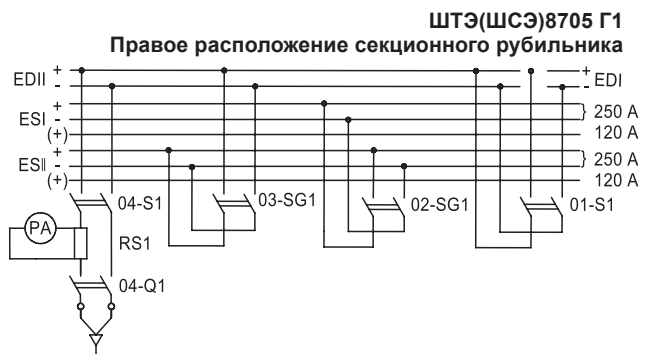 ШТЭ(ШСЭ)8705 Г1
Правое расположение секционного рубильника
EDII + -
+ - EDI
ESI + - (+)
} 250 A
120 A
ESII + - (+)
} 250 A
120 A
04-S1
03-SG1
02-SG1
01-S1
PA
RS1
04-Q1